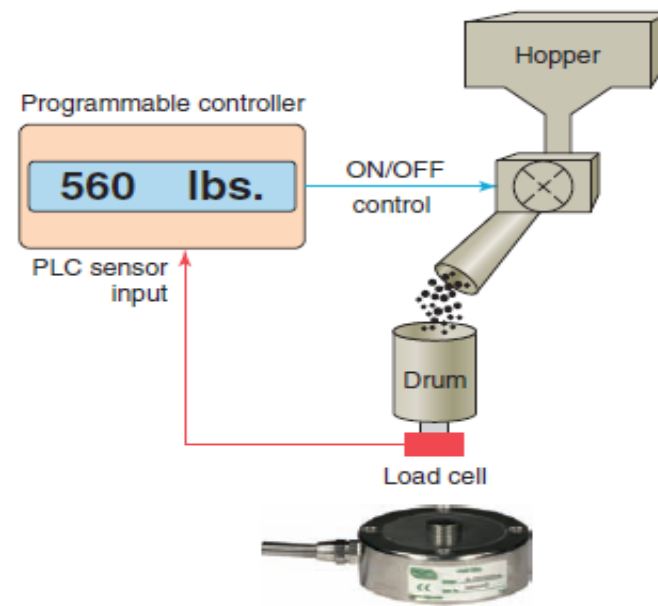 Hopper
Programmable controller
560 lbs.
ON/OFF
control
PLC sensor
input
Drum
Load cell